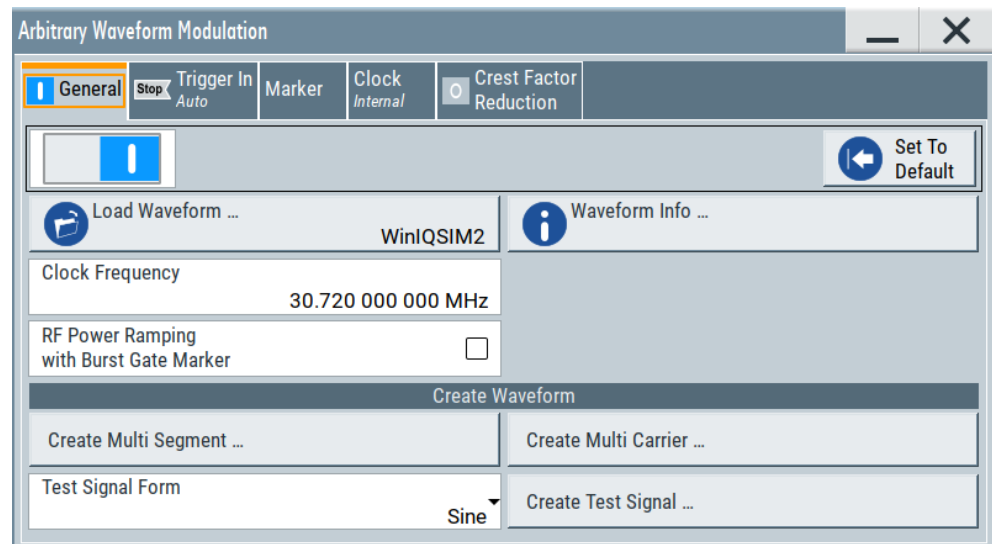 Arbitrary Waveform Modulation
General
Stop
Trigger In
Auto
Marker
Clock
Internal
Crest Factor
Reduction
Set To
Default
Load Waveform ...
WinIQSIM2
Waveform Info ...
Clock Frequency
30.720 000 000 MHz
RF Power Ramping
with Burst Gate Marker
Create Waveform
Create Multi Segment ...
Create Multi Carrier ...
Test Signal Form
Sine
Create Test Signal ...